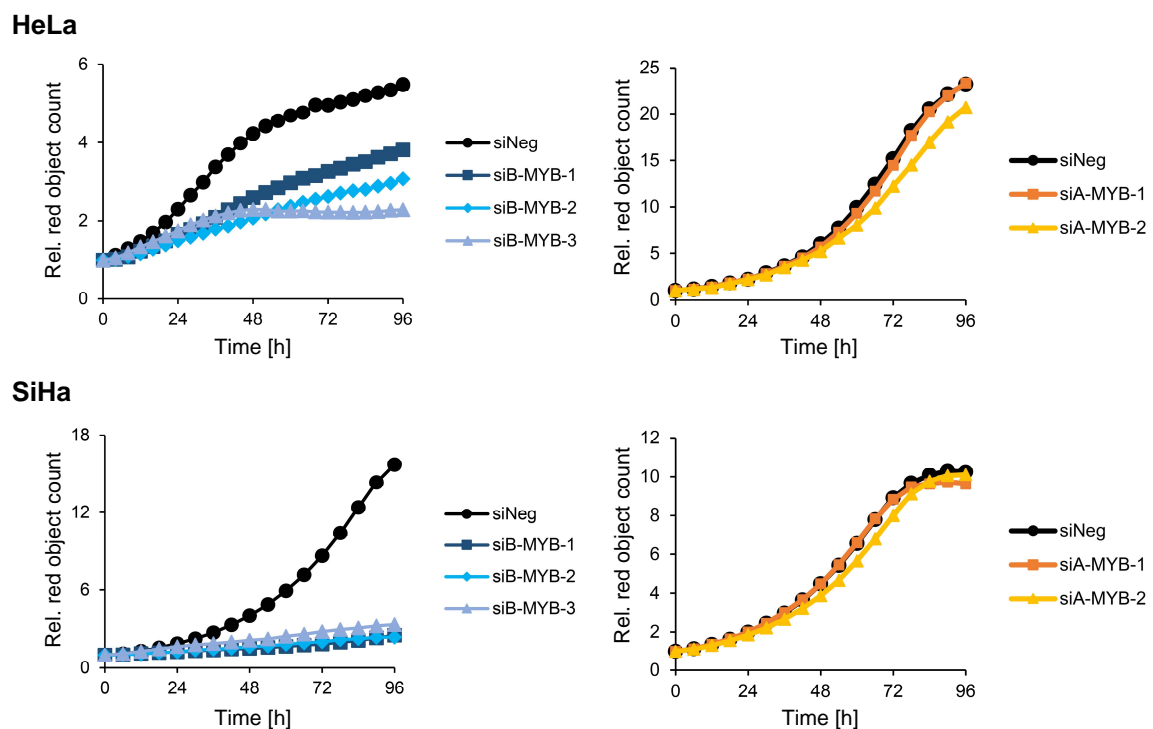 HeLa
Rel. red object count
6
4
2
0
0 24 48 72 96
Time [h]
siNeg
siB-MYB-1
siB-MYB-2
siB-MYB-3
Rel. red object count
25
20
15
10
5
0
0 24 48 72 96
Time [h]
siNeg
siA-MYB-1
siA-MYB-2
SiHa
Rel. red object count
18
12
6
0
0 24 48 72 96
Time [h]
siNeg
siB-MYB-1
siB-MYB-2
siB-MYB-3
Rel. red object count
12
10
8
6
4
2
0
0 24 48 72 96
Time [h]
siNeg
siA-MYB-1
siA-MYB-2